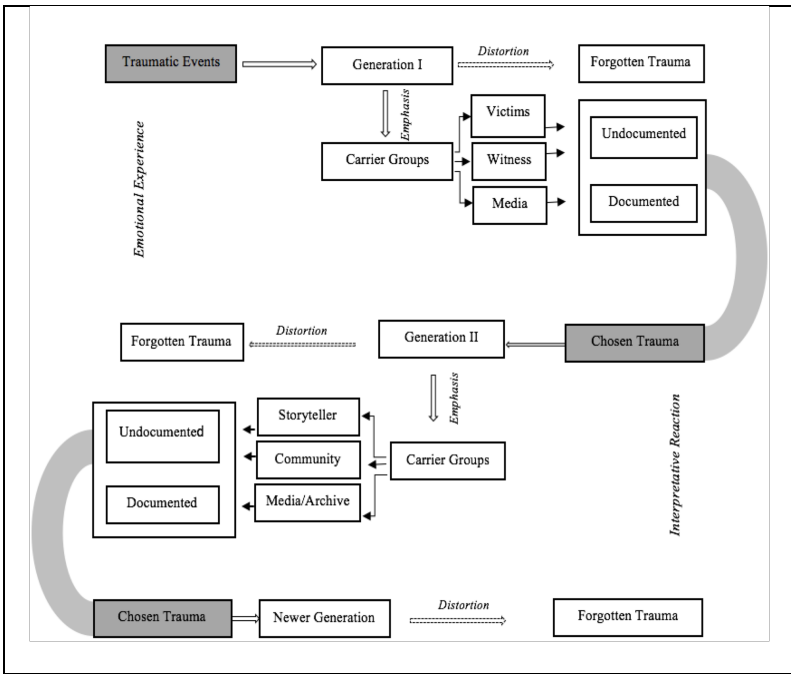 Traumatic Events
Generation I
Distortion
Forgotten Trauma
Emotional Experience
Emphasis
Carrier Groups
Victims
Witness
Media
Undocumented
Documented
Forgotten Trauma
Distortion
Generation II
Chosen Trauma
Emphasis
Interpretative Reaction
Undocumented
Documented
Storyteller
Community
Media/Archive
Carrier Groups
Chosen Trauma
Newer Generation
Distortion
Forgotten Trauma